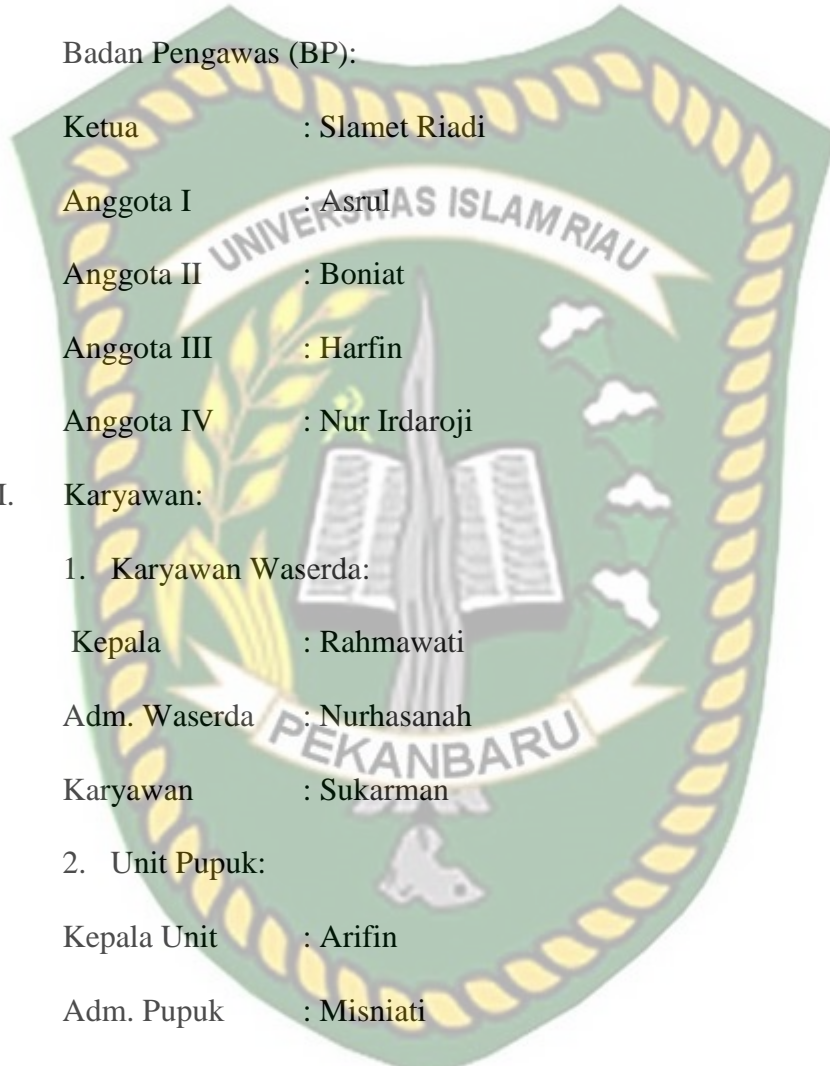 Badan Pengawas (BP):
Ketua : Slamet Riadi
Anggota I : Asrul
UNIVERSITAS ISLAM RIAU
Anggota II : Boniat
Anggota III : Harfin
Anggota IV : Nur Irdaroji
I. Karyawan:
1. Karyawan Waserda:
Kepala : Rahmawati
Adm. Waserda : Nurhasanah
PEKANBARU
Karyawan : Sukarman
2. Unit Pupuk:
Kepala Unit : Arifin
Adm. Pupuk : Misniati